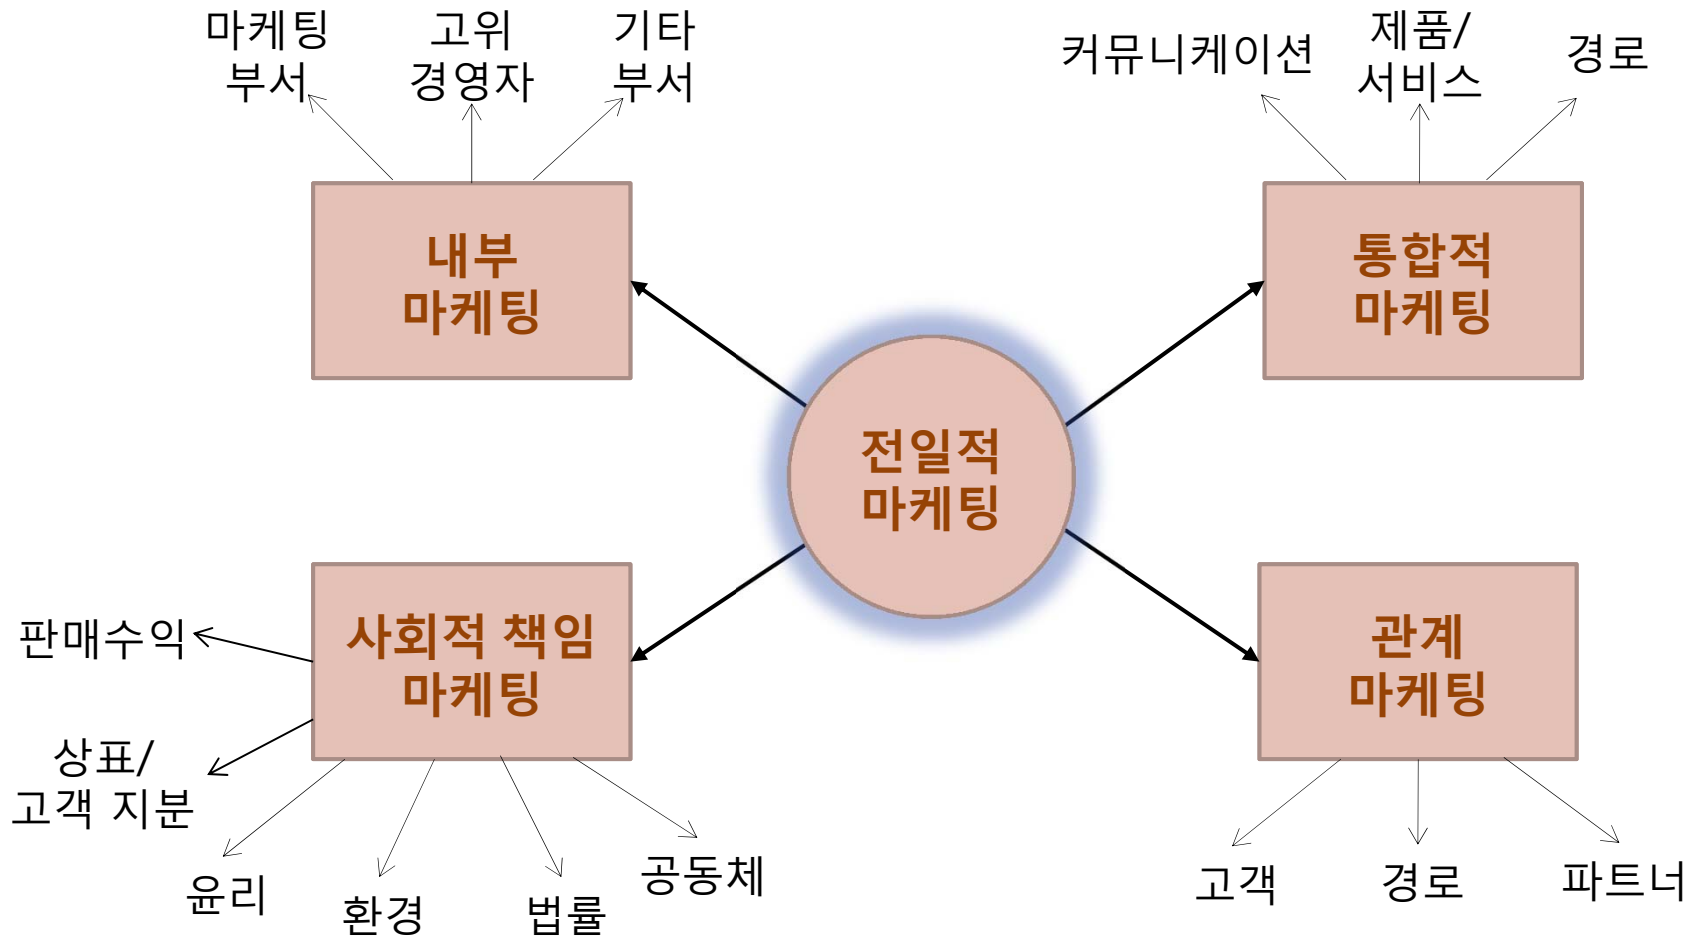 마케팅
부서
고위
경영자
기타
부서
커뮤니케이션
제품/
서비스
경로
내부
마케팅
통합적
마케팅
전일적
마케팅
사회적 책임
마케팅
관계
마케팅
판매수익
상표/
고객 지분
윤리
환경
법률
공동체
고객
경로
파트너